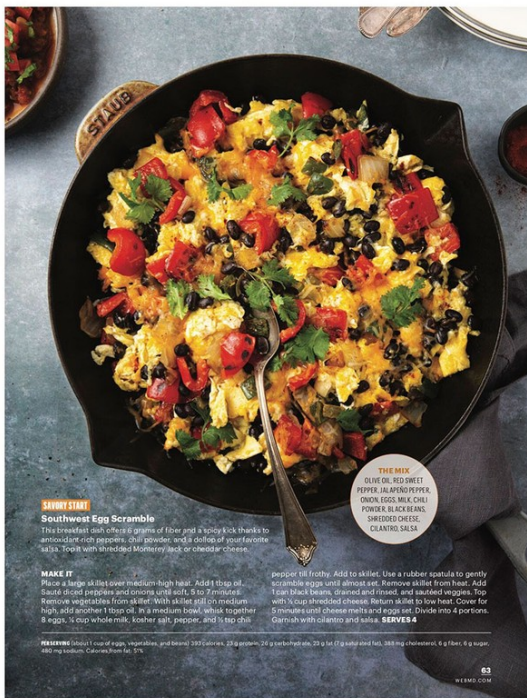 STAUB
THE MIX
OLIVE OIL, RED SWEET
PEPPER, JALAPEÑO PEPPER,
ONION, EGGS, MILK, CHILI
POWDER, BLACK BEANS,
SHREDDED CHEESE,
CILANTRO, SALSA
SAVORY START
Southwest Egg Scramble
This breakfast dish offers 6 grams of fiber and a spicy kick thanks to
antioxidant-rich peppers, chili powder, and a dollop of your favorite
salsa. Top it with shredded Monterey Jack or cheddar cheese.
MAKE IT
Place a large skillet over medium-high heat. Add 1 tbsp oil.
Sauté diced peppers and onions until soft, 5 to 7 minutes.
Remove vegetables from skillet. With skillet still on medium
high, add another 1 tbsp oil. In a medium bowl, whisk together
8 eggs, cup whole milk, kosher salt, pepper, and tsp chili
pepper till frothy. Add to skillet. Use a rubber spatula to gently
scramble eggs until almost set. Remove skillet from heat. Add
1 can black beans, drained and rinsed, and sautéed veggies. Top
with cup shredded cheese. Return skillet to low heat. Cover for
5 minutes until cheese melts and eggs set. Divide into 4 portions.
Garnish with cilantro and salsa. SERVES 4
PER SERVING (about 1 cup of eggs, vegetables, and beans) 393 calories, 23 g protein, 26 g carbohydrate, 23 g fat (7 g saturated fat), 388 mg cholesterol, 6 g fiber, 6 g sugar,
480 mg sodium. Calories from fat: 51%
63
WEBMD.COM